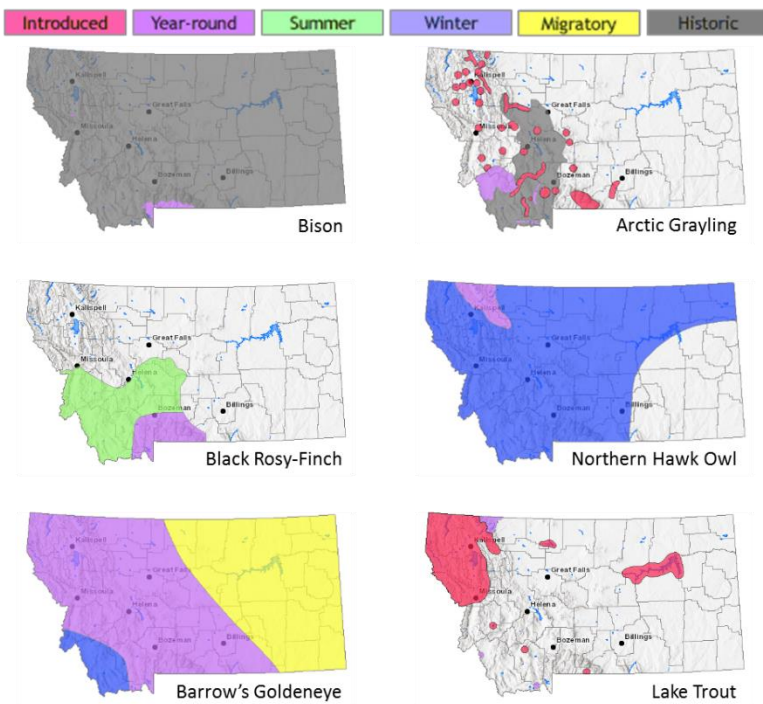 Introduced Year-round Summer Winter Migratory Historic
Kalispell
Great Falls
Missoula
Helena
Bozeman
Billings
Bison
Kalispell
Great Falls
Missoula
Helena
Bozeman
Billings
Arctic Grayling
Kalispell
Great Falls
Missoula
Helena
Bozeman
Billings
Black Rosy-Finch
Kalispell
Great Falls
Missoula
Helena
Bozeman
Billings
Northern Hawk Owl
Kalispell
Great Falls
Missoula
Helena
Bozeman
Billings
Barrow's Goldeneye
Kalispell
Great Falls
Missoula
Helena
Bozeman
Billings
Lake Trout